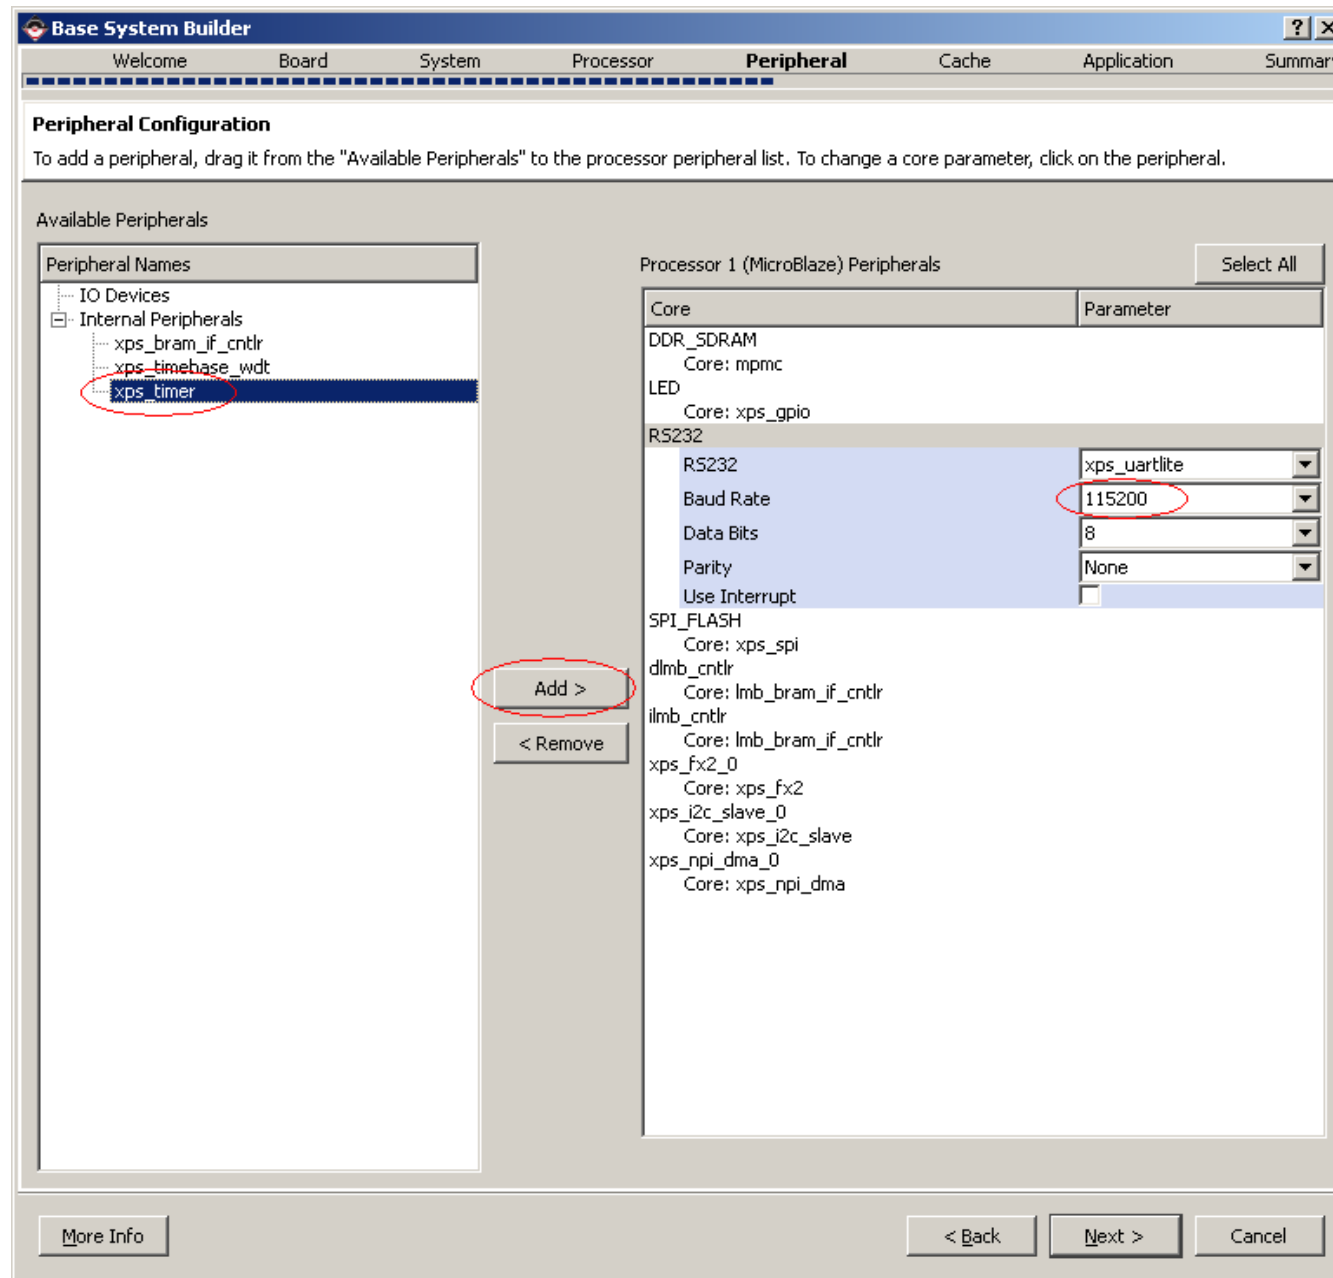 Base System Builder
Welcome Board System Processor Peripheral Cache Application Summar
Peripheral Configuration
To add a peripheral, drag it from the "Available Peripherals" to the processor peripheral list. To change a core parameter, click on the peripheral.
Available Peripherals
Peripheral Names
IO Devices
Internal Peripherals
xps_bram_if_cntlr
xps_timebase_wdt
xps_timer
Add >
< Remove
Processor 1 (MicroBlaze) Peripherals
Select All
Core Parameter
DDR_SDRAM
Core: mpmc
LED
Core: xps_gpio
RS232
RS232 xps_uartlite
Baud Rate 115200
Data Bits 8
Parity None
Use Interrupt
SPI_FLASH
Core: xps_spi
dlmb_cntlr
Core: lmb_bram_if_cntlr
ilmb_cntlr
Core: lmb_bram_if_cntlr
xps_fx2_0
Core: xps_fx2
xps_i2c_slave_0
Core: xps_i2c_slave
xps_npi_dma_0
Core: xps_npi_dma
More Info
< Back
Next >
Cancel